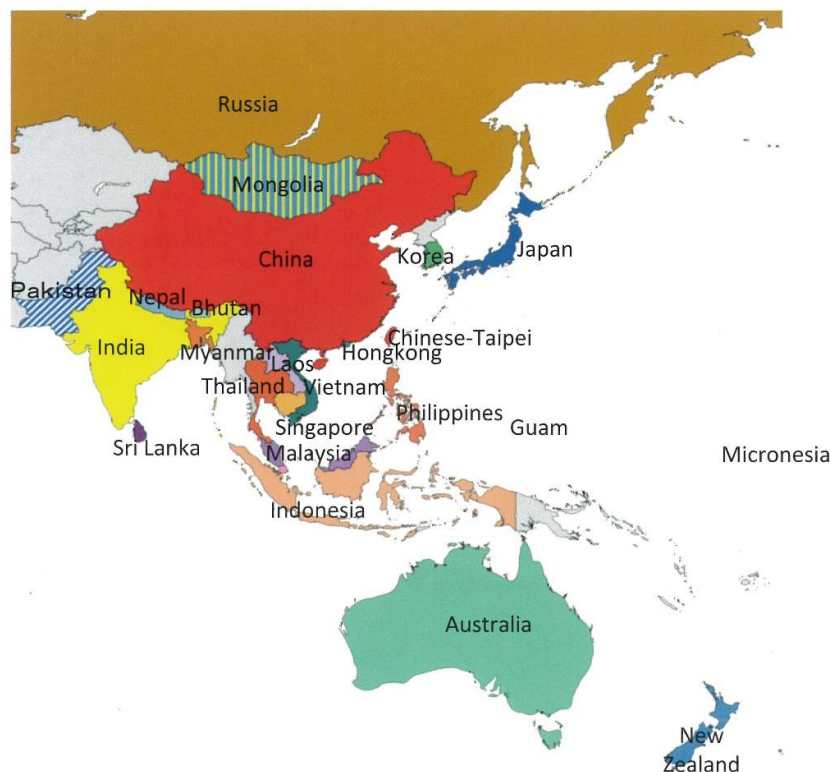 Russia
Mongolia
China
Korea
Japan
Pakistan
Nepal
Bhutan
India
Myanmar
Laos
Hongkong
Chinese-Taipei
Thailand
Vietnam
Philippines
Singapore
Guam
Sri Lanka
Malaysia
Micronesia
Indonesia
Australia
New
Zealand